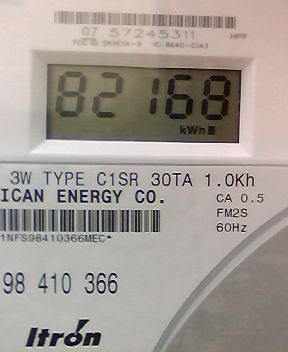 07 57245311
HPP
82168
kWh
3W TYPE C1SR 30TA 1.0Kh
ICAN ENERGY CO.
CA 0.5
FM2S
60Hz
1NFS98410366MEC*
98 410 366
Itron